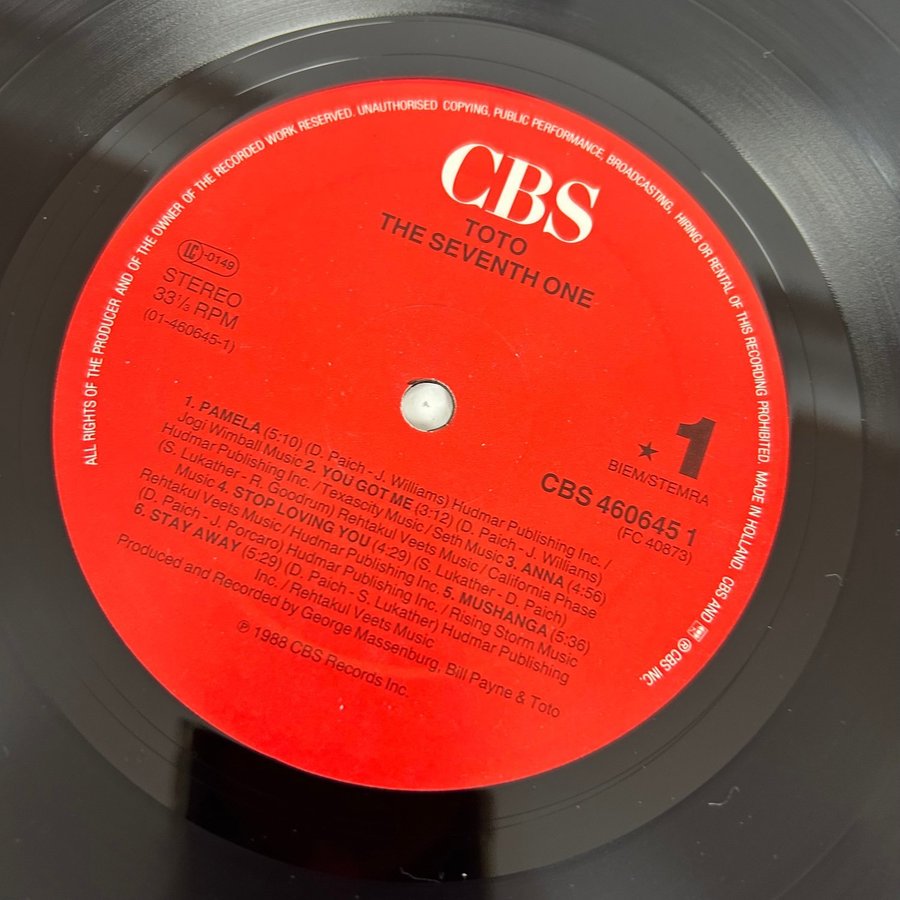 ALL RIGHTS OF THE PRODUCER AND OF THE OWNER OF THE RECORDED WORK RESERVED. UNAUTHORISED COPYING, PUBLIC PERFORMANCE, BROADCASTING, HIRING OR RENTAL OF THIS RECORDING PROHIBITED. MADE IN HOLLAND. CBS AND ® CBS INC.
CBS
TOTO
THE SEVENTH ONE
LC-0149
STEREO
33 1/3 RPM
(01-460645-1)
★ 1
BIEM/STEMRA
CBS 460645 1
(FC 40873)
1. PAMELA (5:10) (D. Paich - J. Williams) Hudmar Publishing Inc. /
Jogi Wimball Music 2. YOU GOT ME (3:12) (D. Paich - J. Williams)
Hudmar Publishing Inc. / Texascity Music / Seth Music 3. ANNA (4:56)
(S. Lukather - R. Goodrum) Rehtakul Veets Music / California Phase
Music 4. STOP LOVING YOU (4:29) (S. Lukather - D. Paich)
Rehtakul Veets Music / Hudmar Publishing Inc. 5. MUSHANGA (5:36)
(D. Paich - J. Porcaro) Hudmar Publishing Inc. / Rising Storm Music
6. STAY AWAY (5:29) (D. Paich - S. Lukather) Hudmar Publishing
Inc. / Rehtakul Veets Music
Produced and Recorded by George Massenburg, Bill Payne & Toto
℗ 1988 CBS Records Inc.